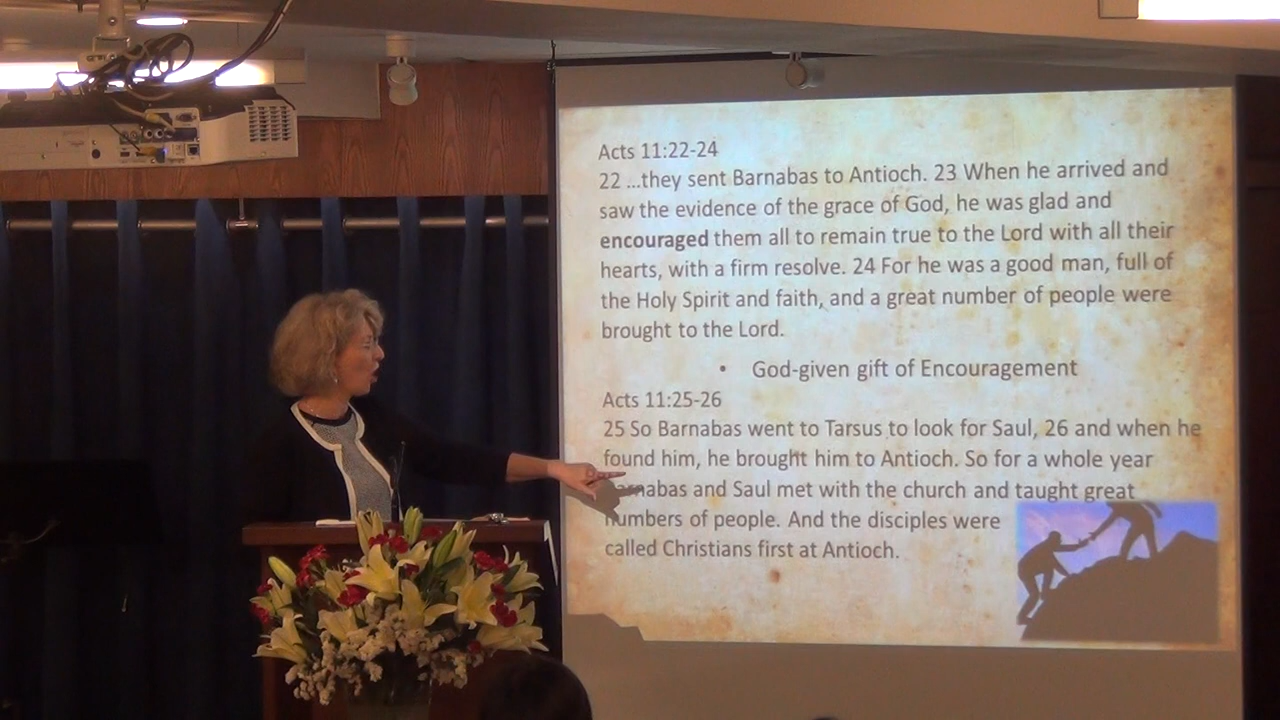 Acts 11:22-24
22 ...they sent Barnabas to Antioch. 23 When he arrived and
saw the evidence of the grace of God, he was glad and
encouraged them all to remain true to the Lord with all their
hearts, with a firm resolve. 24 For he was a good man, full of
the Holy Spirit and faith, and a great number of people were
brought to the Lord.
• God-given gift of Encouragement
Acts 11:25-26
25 So Barnabas went to Tarsus to look for Saul, 26 and when he
found him, he brought him to Antioch. So for a whole year
Barnabas and Saul met with the church and taught great
numbers of people. And the disciples were
called Christians first at Antioch.